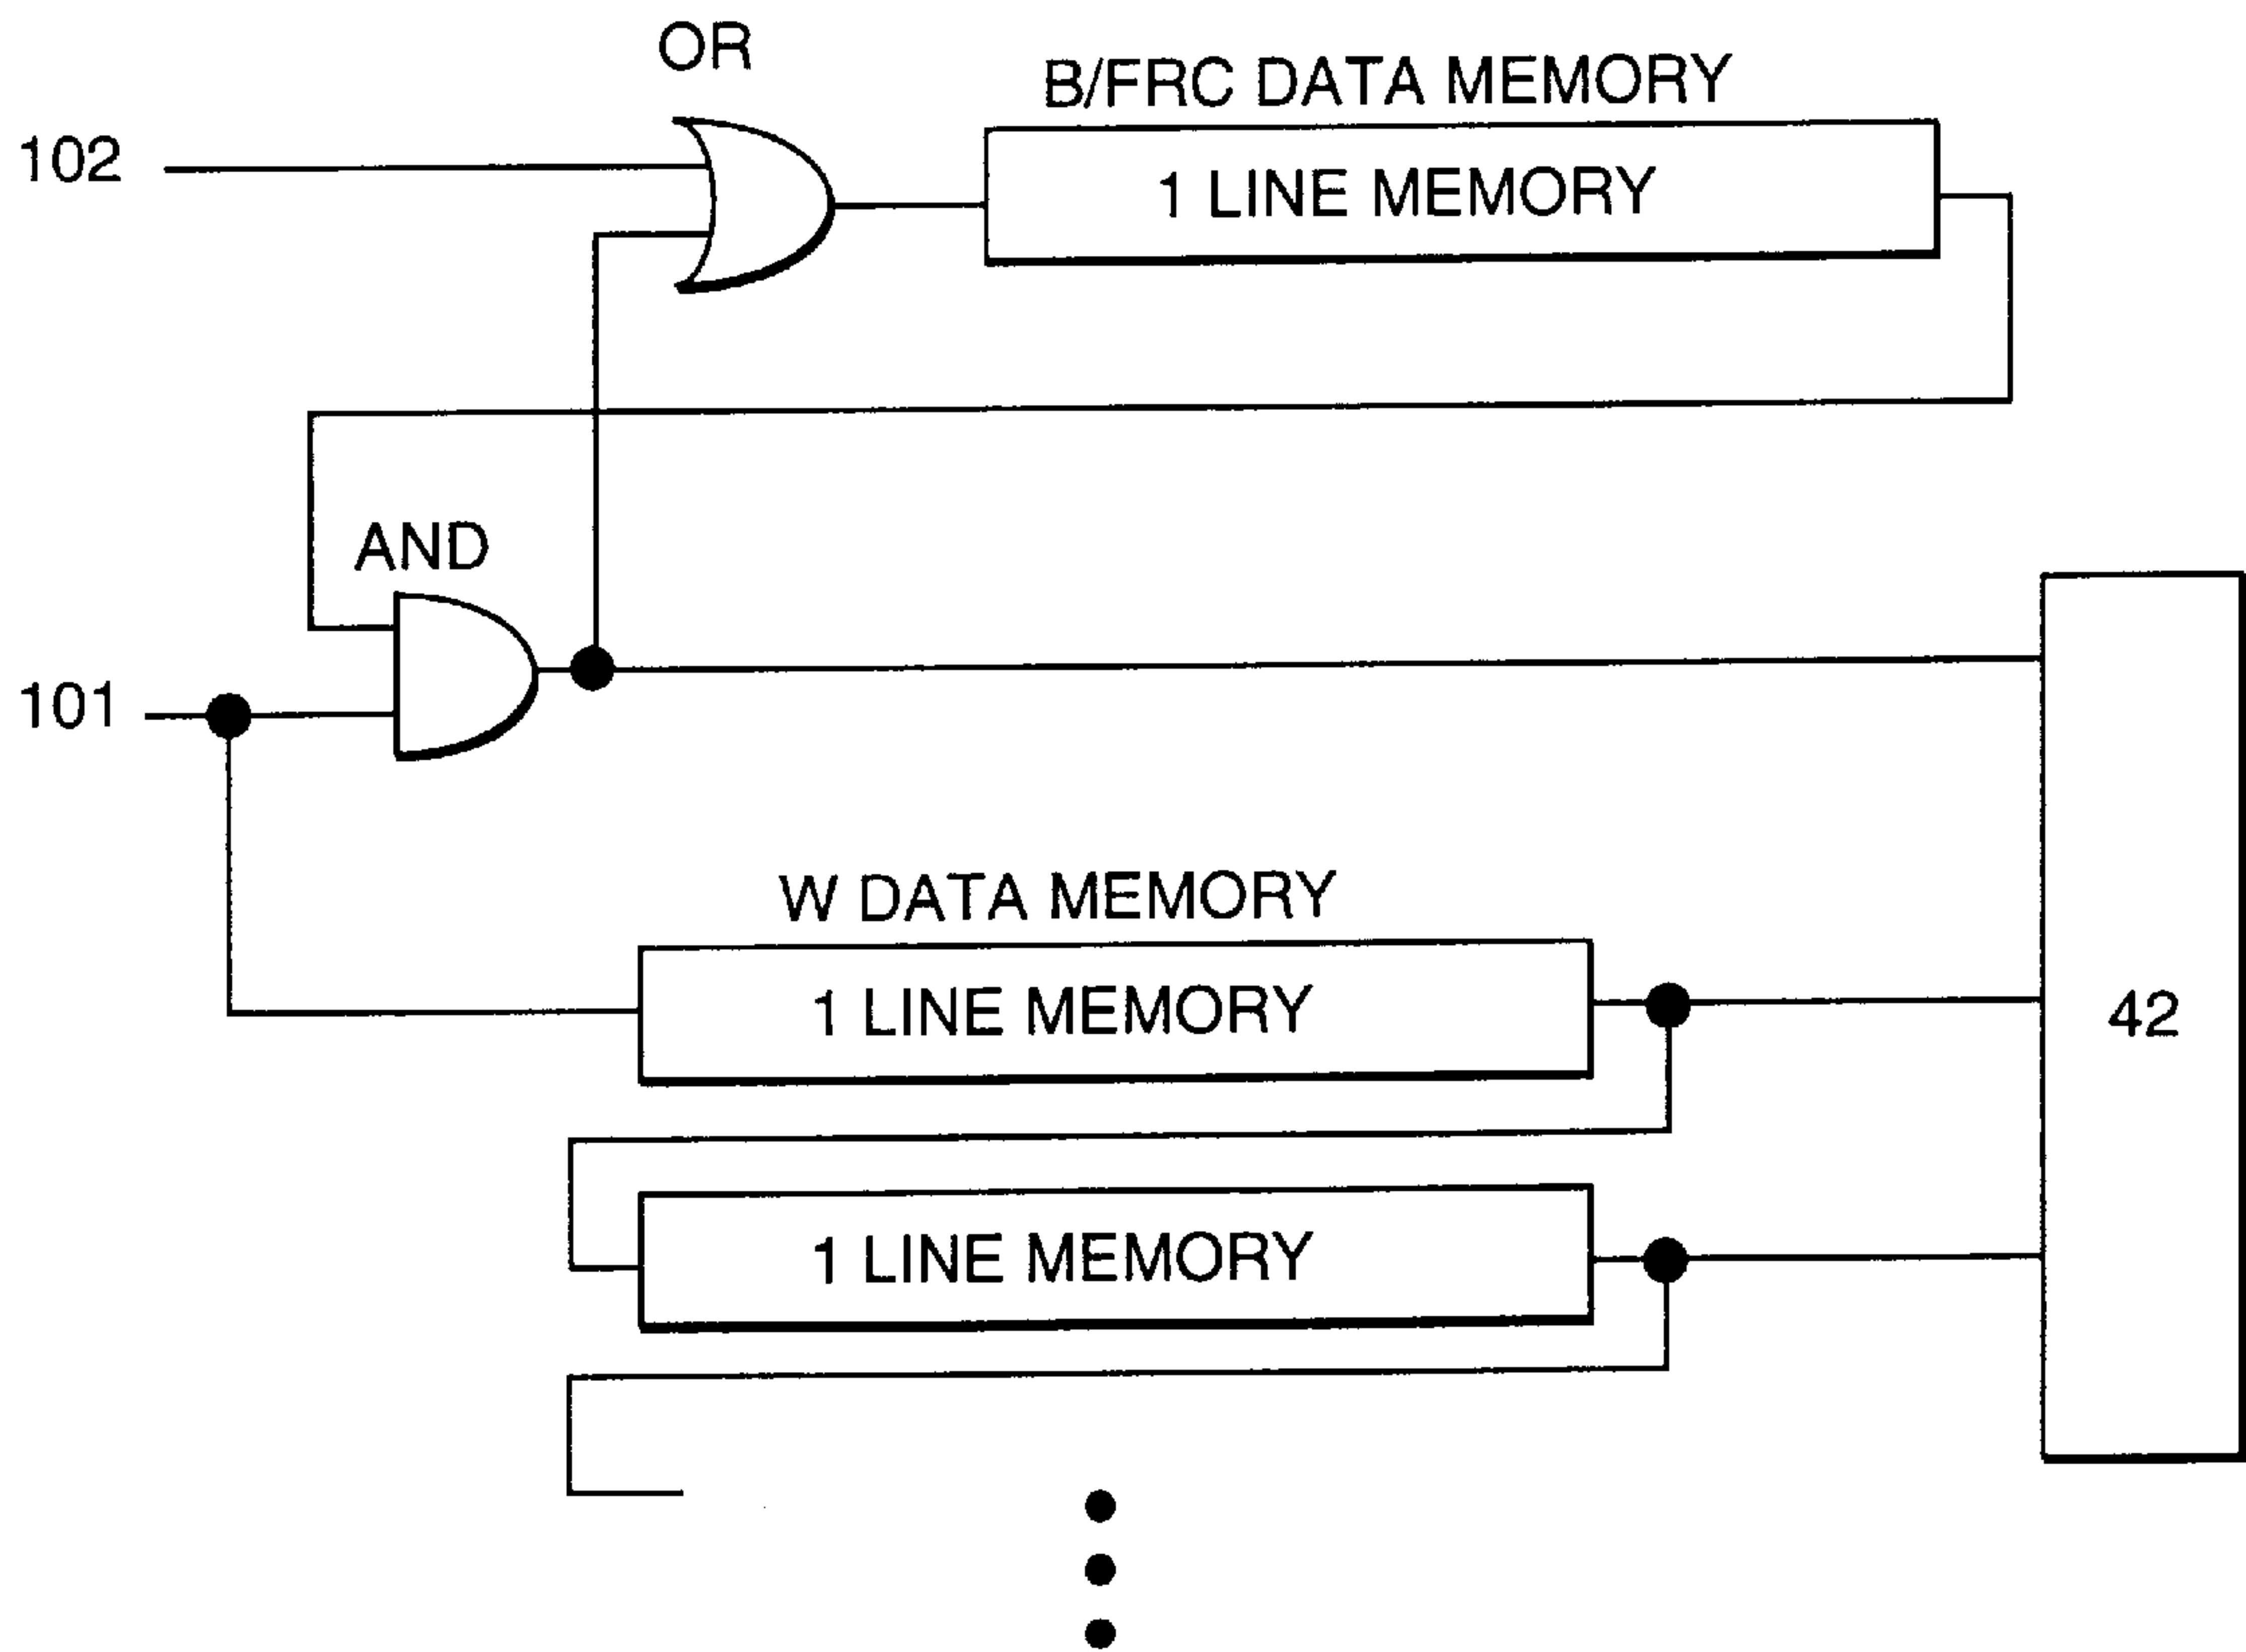 OR
B/FRC DATA MEMORY
102
1 LINE MEMORY
AND
101
W DATA MEMORY
1 LINE MEMORY
42
1 LINE MEMORY